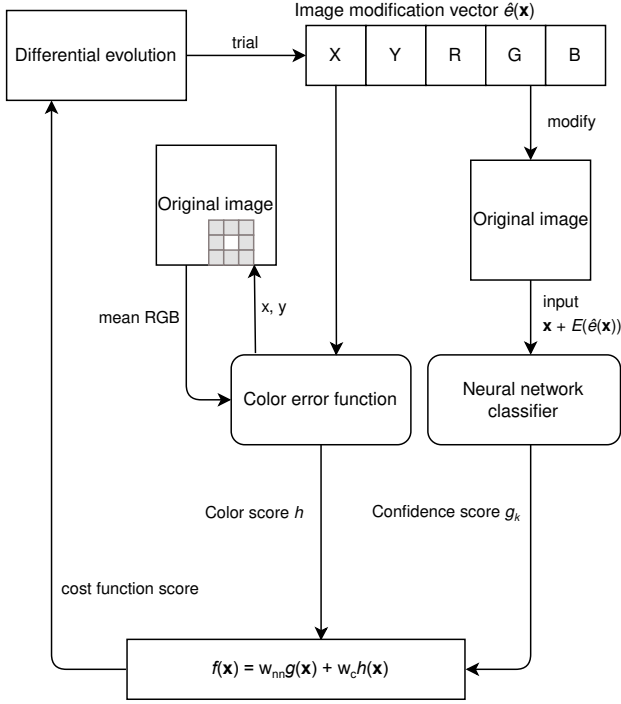 Image modification vector ê(x)
Differential evolution
trial
X Y R G B
modify
Original image
Original image
mean RGB
x, y
input
x + E(ê(x))
Color error function
Neural network
classifier
Color score h
Confidence score gₖ
cost function score
f(x) = wₙₙg(x) + w_ch(x)